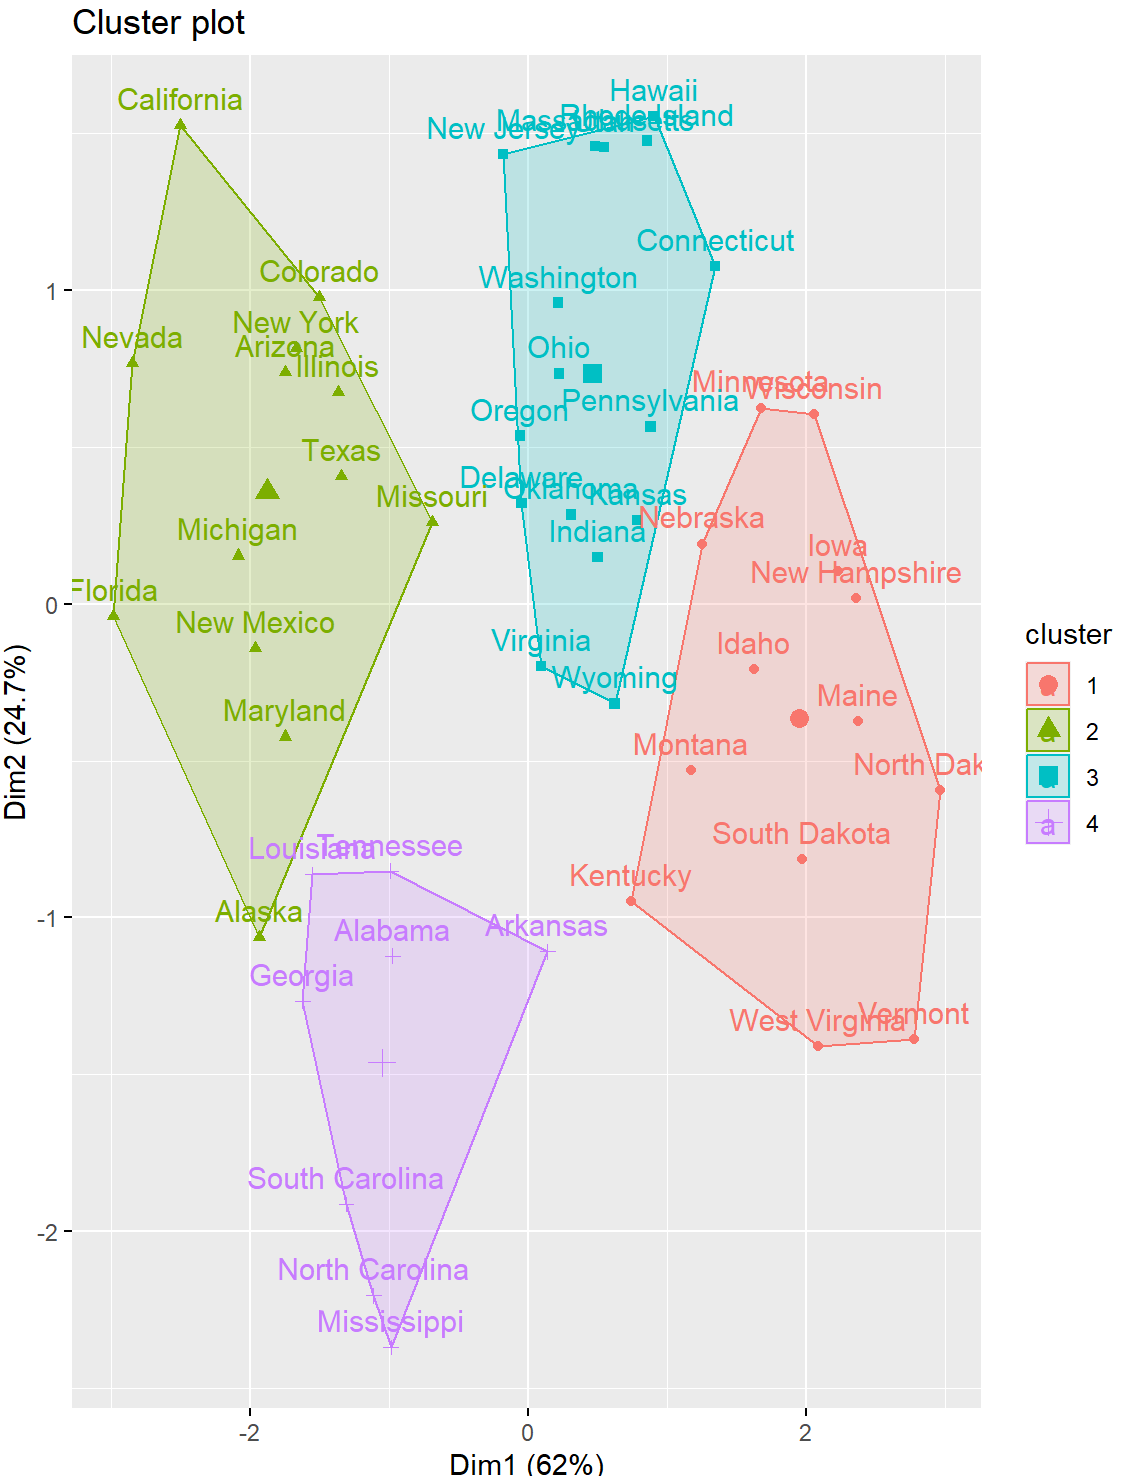 Cluster plot
California
Hawaii
Rhode Island
Massachusetts
Utah
New Jersey
Connecticut
Colorado
Washington
1
New York
Nevada
Arizona
Ohio
Illinois
Minnesota
Wisconsin
Pennsylvania
Oregon
Texas
Delaware
Oklahoma
Kansas
Missouri
Nebraska
Michigan
Indiana
Iowa
New Hampshire
Florida
0
New Mexico
Virginia
Idaho
Wyoming
Maine
Maryland
Montana
North Dak
South Dakota
Tennessee
Louisiana
Kentucky
Alaska
-1
Arkansas
Alabama
Georgia
Vermont
West Virginia
South Carolina
-2
North Carolina
Mississippi
-2
0
2
Dim1 (62%)
Dim2 (24.7%)
cluster
a 1
a 2
a 3
a 4